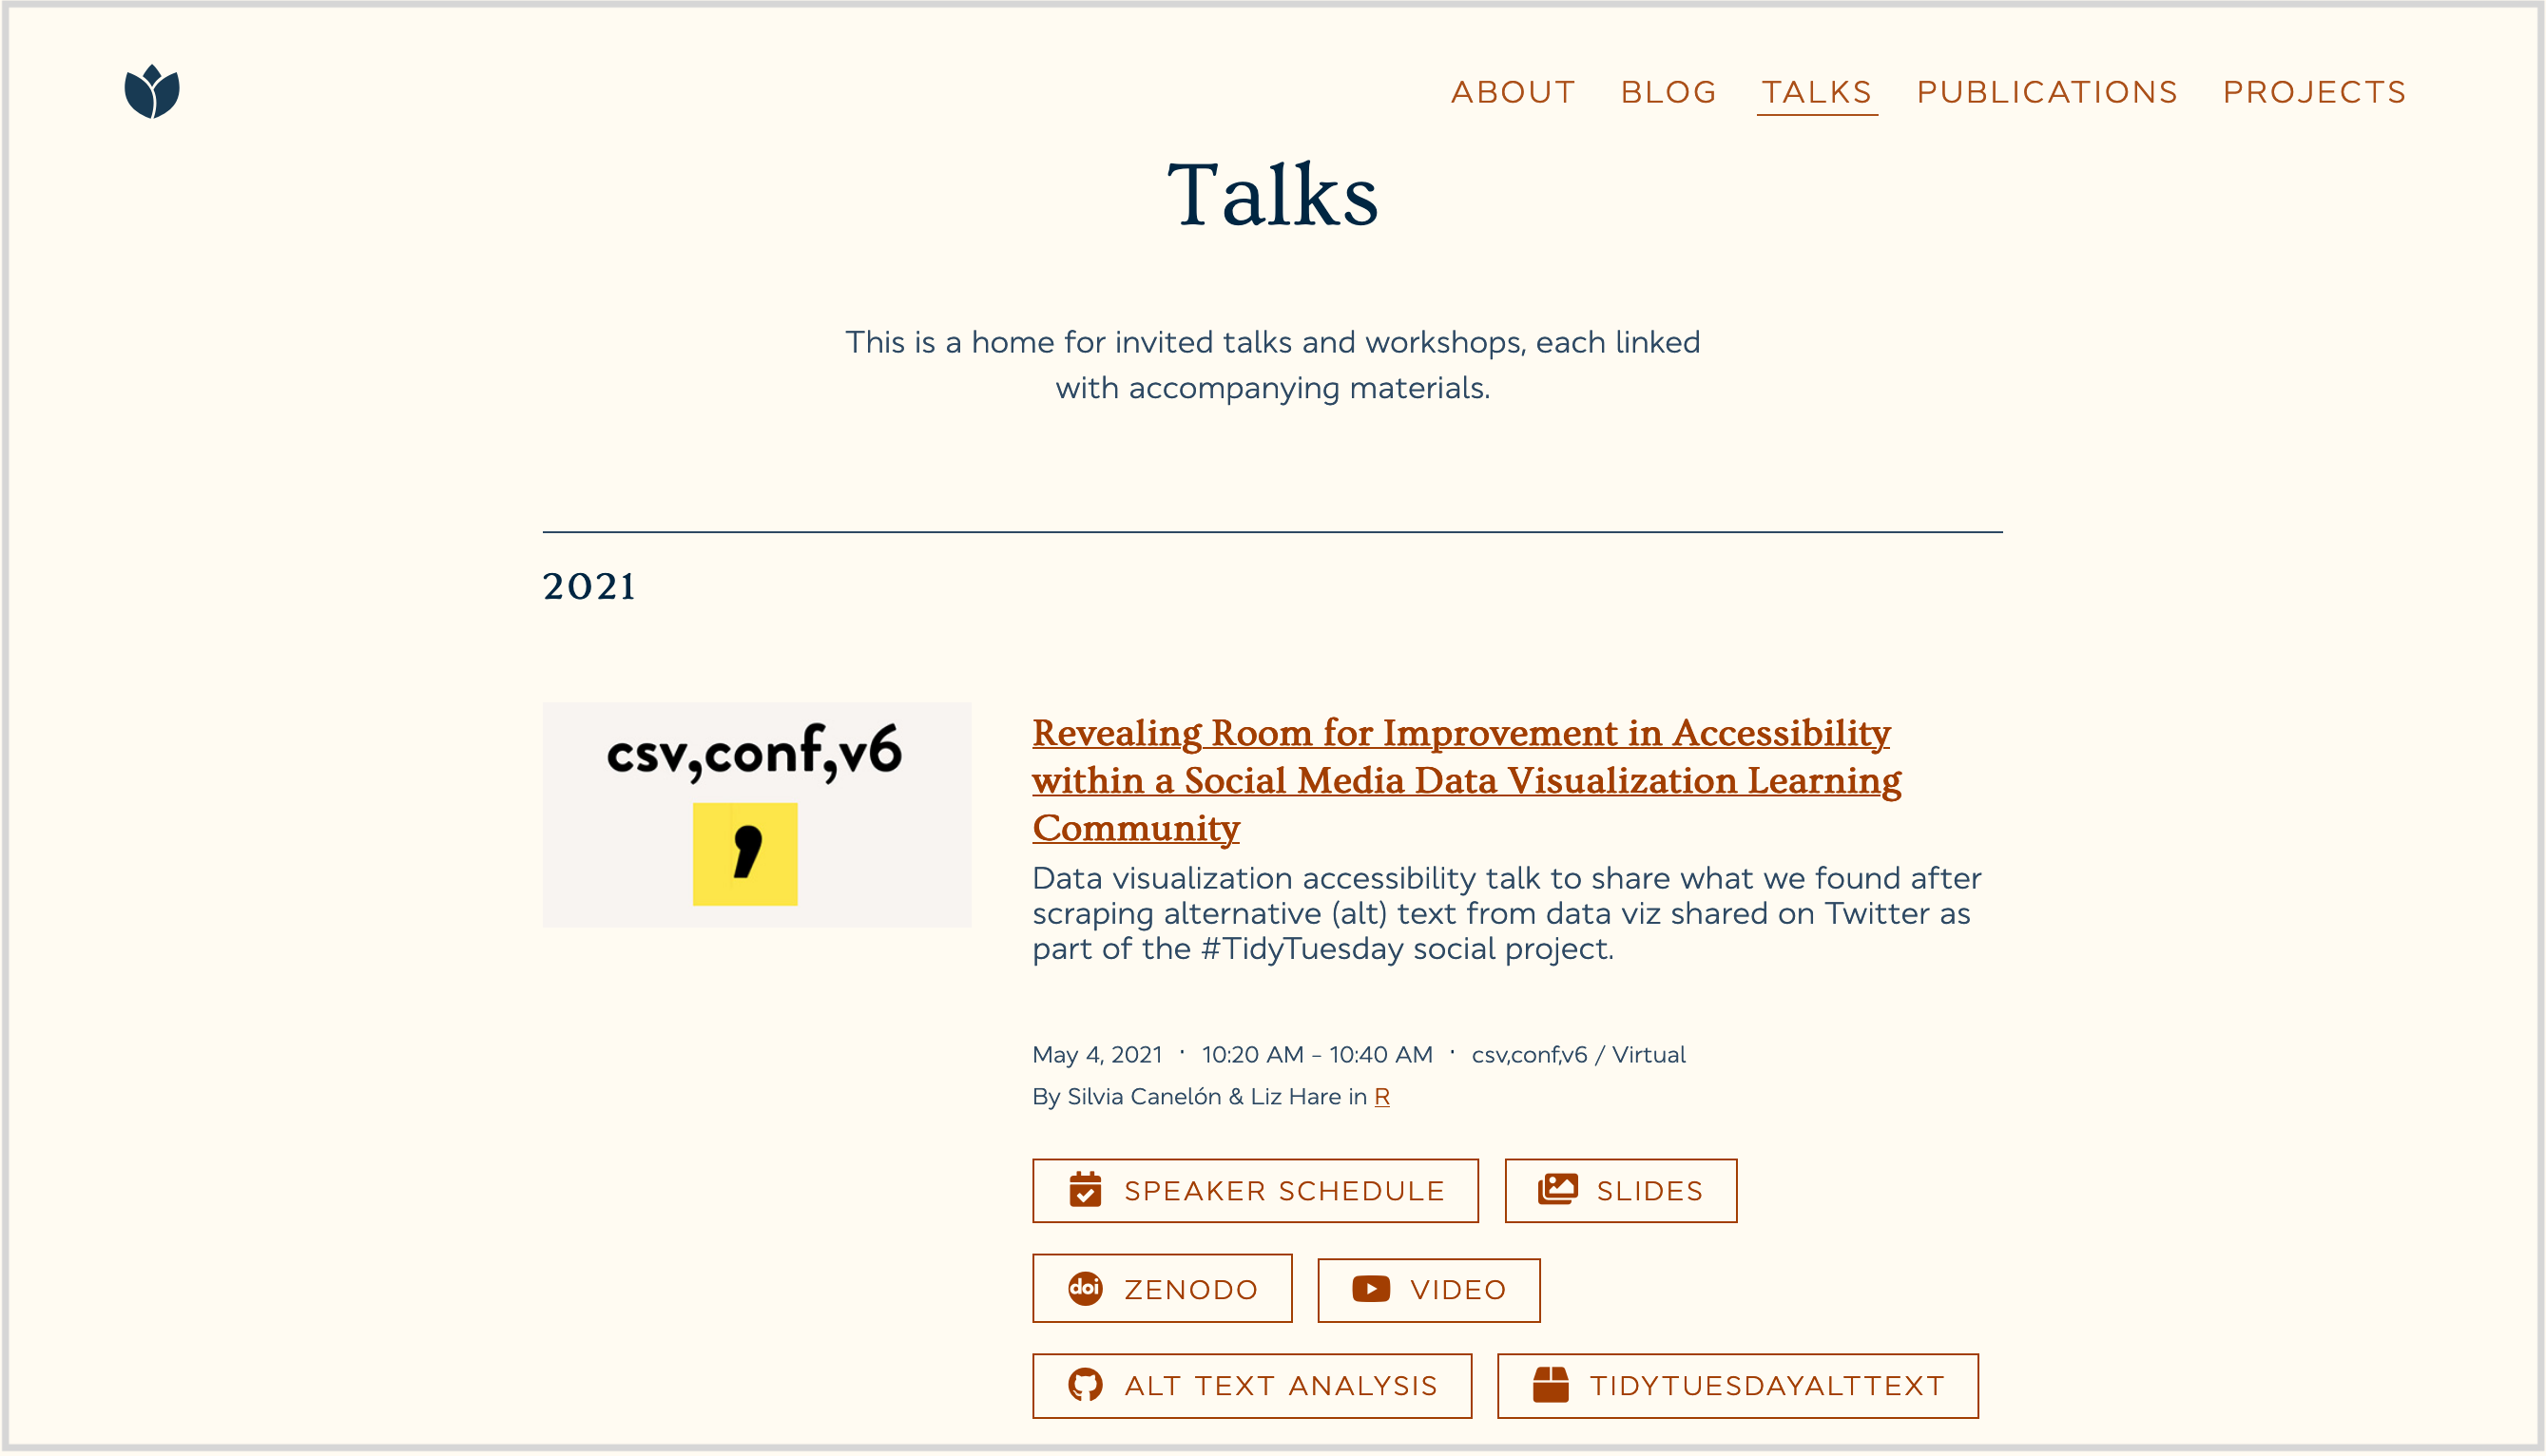 ABOUT BLOG TALKS PUBLICATIONS PROJECTS
Talks
This is a home for invited talks and workshops, each linked
with accompanying materials.
2021
csv,conf,v6
,
Revealing Room for Improvement in Accessibility
within a Social Media Data Visualization Learning
Community
Data visualization accessibility talk to share what we found after
scraping alternative (alt) text from data viz shared on Twitter as
part of the #TidyTuesday social project.
May 4, 2021 · 10:20 AM – 10:40 AM · csv,conf,v6 / Virtual
By Silvia Canelón & Liz Hare in R
SPEAKER SCHEDULE SLIDES
doi ZENODO VIDEO
ALT TEXT ANALYSIS TIDYTUESDAYALTTEXT